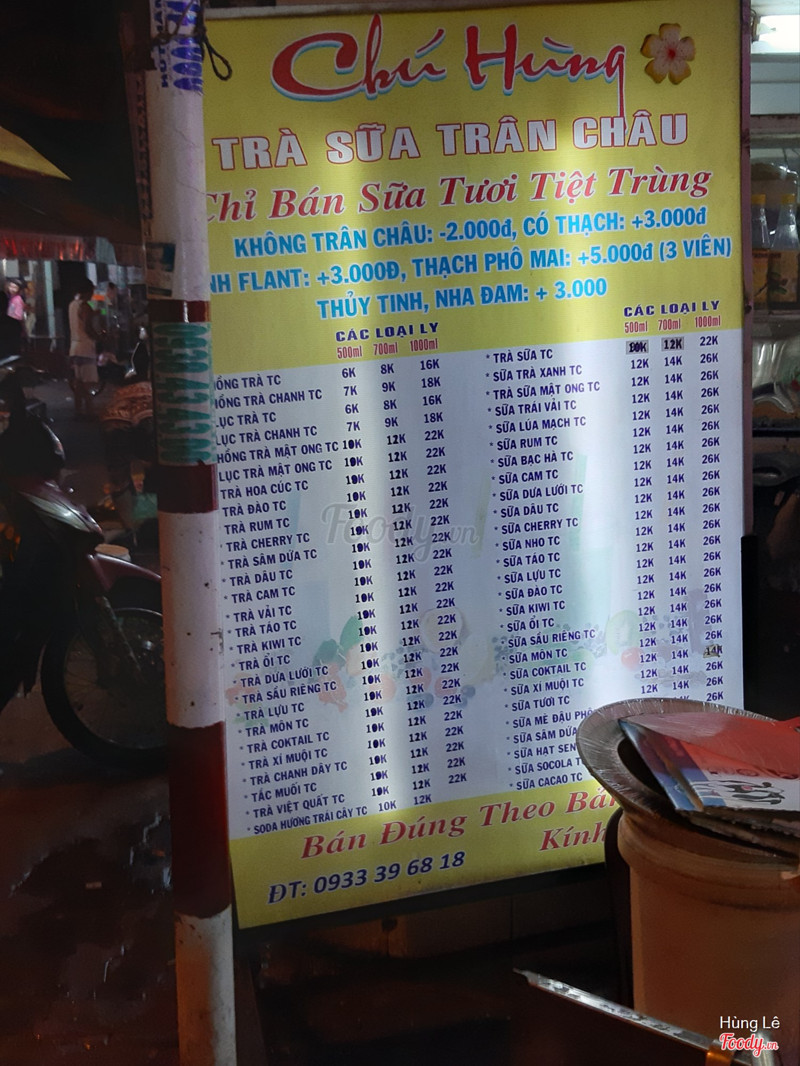 Chú Hùng
TRÀ SỮA TRÂN CHÂU
Chỉ Bán Sữa Tươi Tiệt Trùng
KHÔNG TRÂN CHÂU: -2.000đ, CÓ THẠCH: +3.000đ
FLANT: +3.000Đ, THẠCH PHÔ MAI: +5.000đ (3 VIÊN)
THỦY TINH, NHA ĐAM: + 3.000
CÁC LOẠI LY
500ml 700ml 1000ml
HỒNG TRÀ TC 6K 8K 16K
HỒNG TRÀ CHANH TC 7K 9K 18K
LỤC TRÀ TC 6K 8K 16K
LỤC TRÀ CHANH TC 7K 9K 18K
HỒNG TRÀ MẬT ONG TC 10K 12K 22K
LỤC TRÀ MẬT ONG TC 10K 12K 22K
TRÀ HOA CÚC TC 10K 12K 22K
TRÀ ĐÀO TC 10K 12K 22K
TRÀ RUM TC 10K 12K 22K
* TRÀ CHERRY TC 10K 12K 22K
* TRÀ SÂM DỨA TC 10K 12K 22K
* TRÀ DÂU TC 10K 12K 22K
* TRÀ CAM TC 10K 12K 22K
* TRÀ VẢI TC 10K 12K 22K
* TRÀ TÁO TC 10K 12K 22K
* TRÀ KIWI TC 10K 12K 22K
* TRÀ ỔI TC 10K 12K 22K
* TRÀ DƯA LƯỚI TC 10K 12K 22K
* TRÀ SẦU RIÊNG TC 10K 12K 22K
* TRÀ LỰU TC 10K 12K 22K
* TRÀ MÔN TC 10K 12K 22K
* TRÀ COKTAIL TC 10K 12K 22K
* TRÀ XÍ MUỘI TC 10K 12K 22K
* TRÀ CHANH DÂY TC 10K 12K 22K
* TẮC MUỐI TC 10K 12K 22K
* TRÀ VIỆT QUẤT TC 10K 12K 22K
* SODA HƯƠNG TRÁI CÂY TC 10K 12K
CÁC LOẠI LY
500ml 700ml 1000ml
* TRÀ SỮA TC 10K 12K 22K
* SỮA TRÀ XANH TC 12K 14K 26K
* TRÀ SỮA MẬT ONG TC 12K 14K 26K
* SỮA TRÁI VẢI TC 12K 14K 26K
* SỮA LÚA MẠCH TC 12K 14K 26K
* SỮA RUM TC 12K 14K 26K
* SỮA BẠC HÀ TC 12K 14K 26K
* SỮA CAM TC 12K 14K 26K
* SỮA DƯA LƯỚI TC 12K 14K 26K
* SỮA DÂU TC 12K 14K 26K
* SỮA CHERRY TC 12K 14K 26K
* SỮA NHO TC 12K 14K 26K
* SỮA TÁO TC 12K 14K 26K
* SỮA LỰU TC 12K 14K 26K
* SỮA ĐÀO TC 12K 14K 26K
* SỮA KIWI TC 12K 14K 26K
* SỮA ỔI TC 12K 14K 26K
* SỮA SẦU RIÊNG TC 12K 14K 26K
* SỮA MÔN TC 12K 14K 26K
* SỮA COKTAIL TC 12K 14K
* SỮA XÍ MUỘI TC 12K 14K 26K
* SỮA TƯƠI TC
* SỮA MÈ ĐẬU
* SỮA SÂM DỨA
* SỮA HẠT SEN
* SỮA SOCOLA
* SỮA CACAO TC
Bán Đúng Theo
Kính
ĐT: 0933 39 68 18
Foody.vn
Hùng Lê
Foody.vn